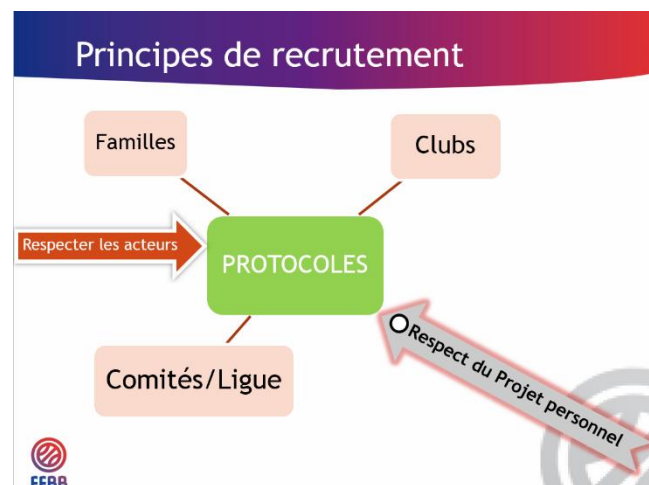 Principes de recrutement
Familles
Clubs
Respecter les acteurs
PROTOCOLES
Respect du Projet personnel
Comités/Ligue
FFBB